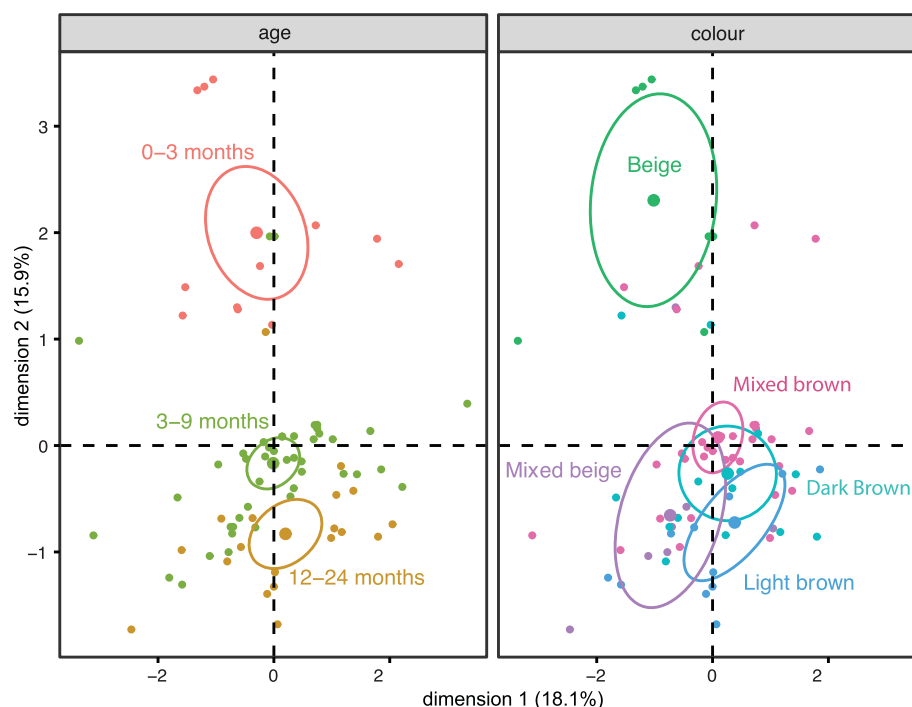 age
colour
0–3 months
3–9 months
12–24 months
Beige
Mixed brown
Mixed beige
Dark Brown
Light brown
dimension 2 (15.9%)
3
2
1
0
−1
−2
0
2
−2
0
2
dimension 1 (18.1%)